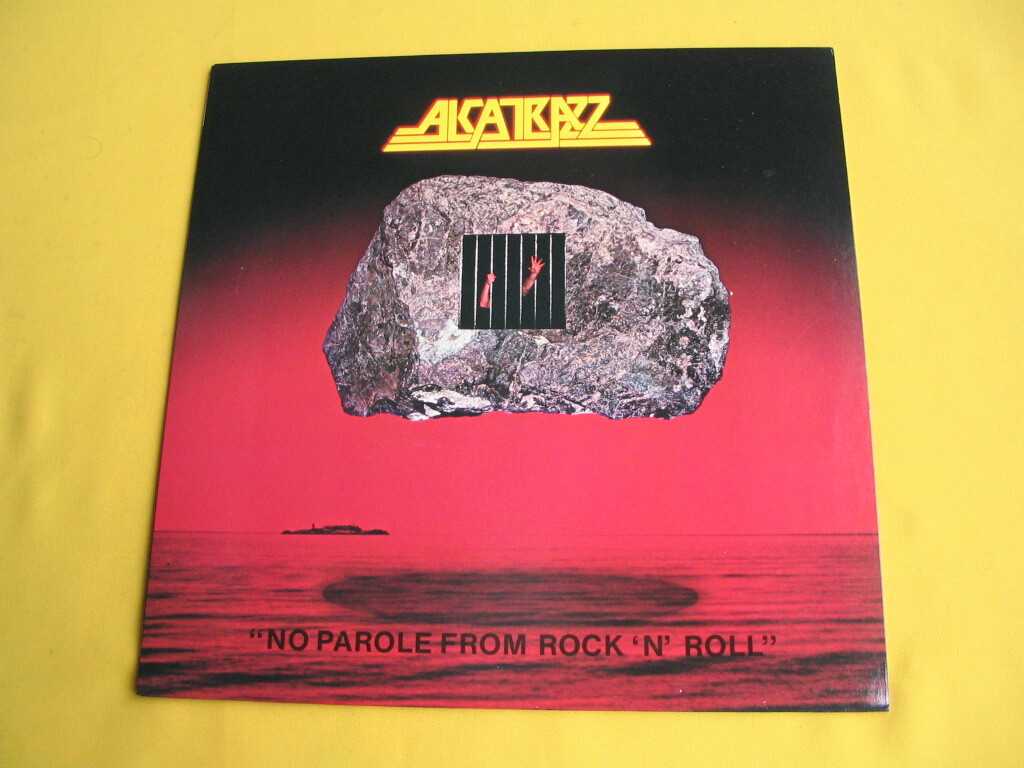 ALCATRAZZ
“NO PAROLE FROM ROCK ‘N’ ROLL”